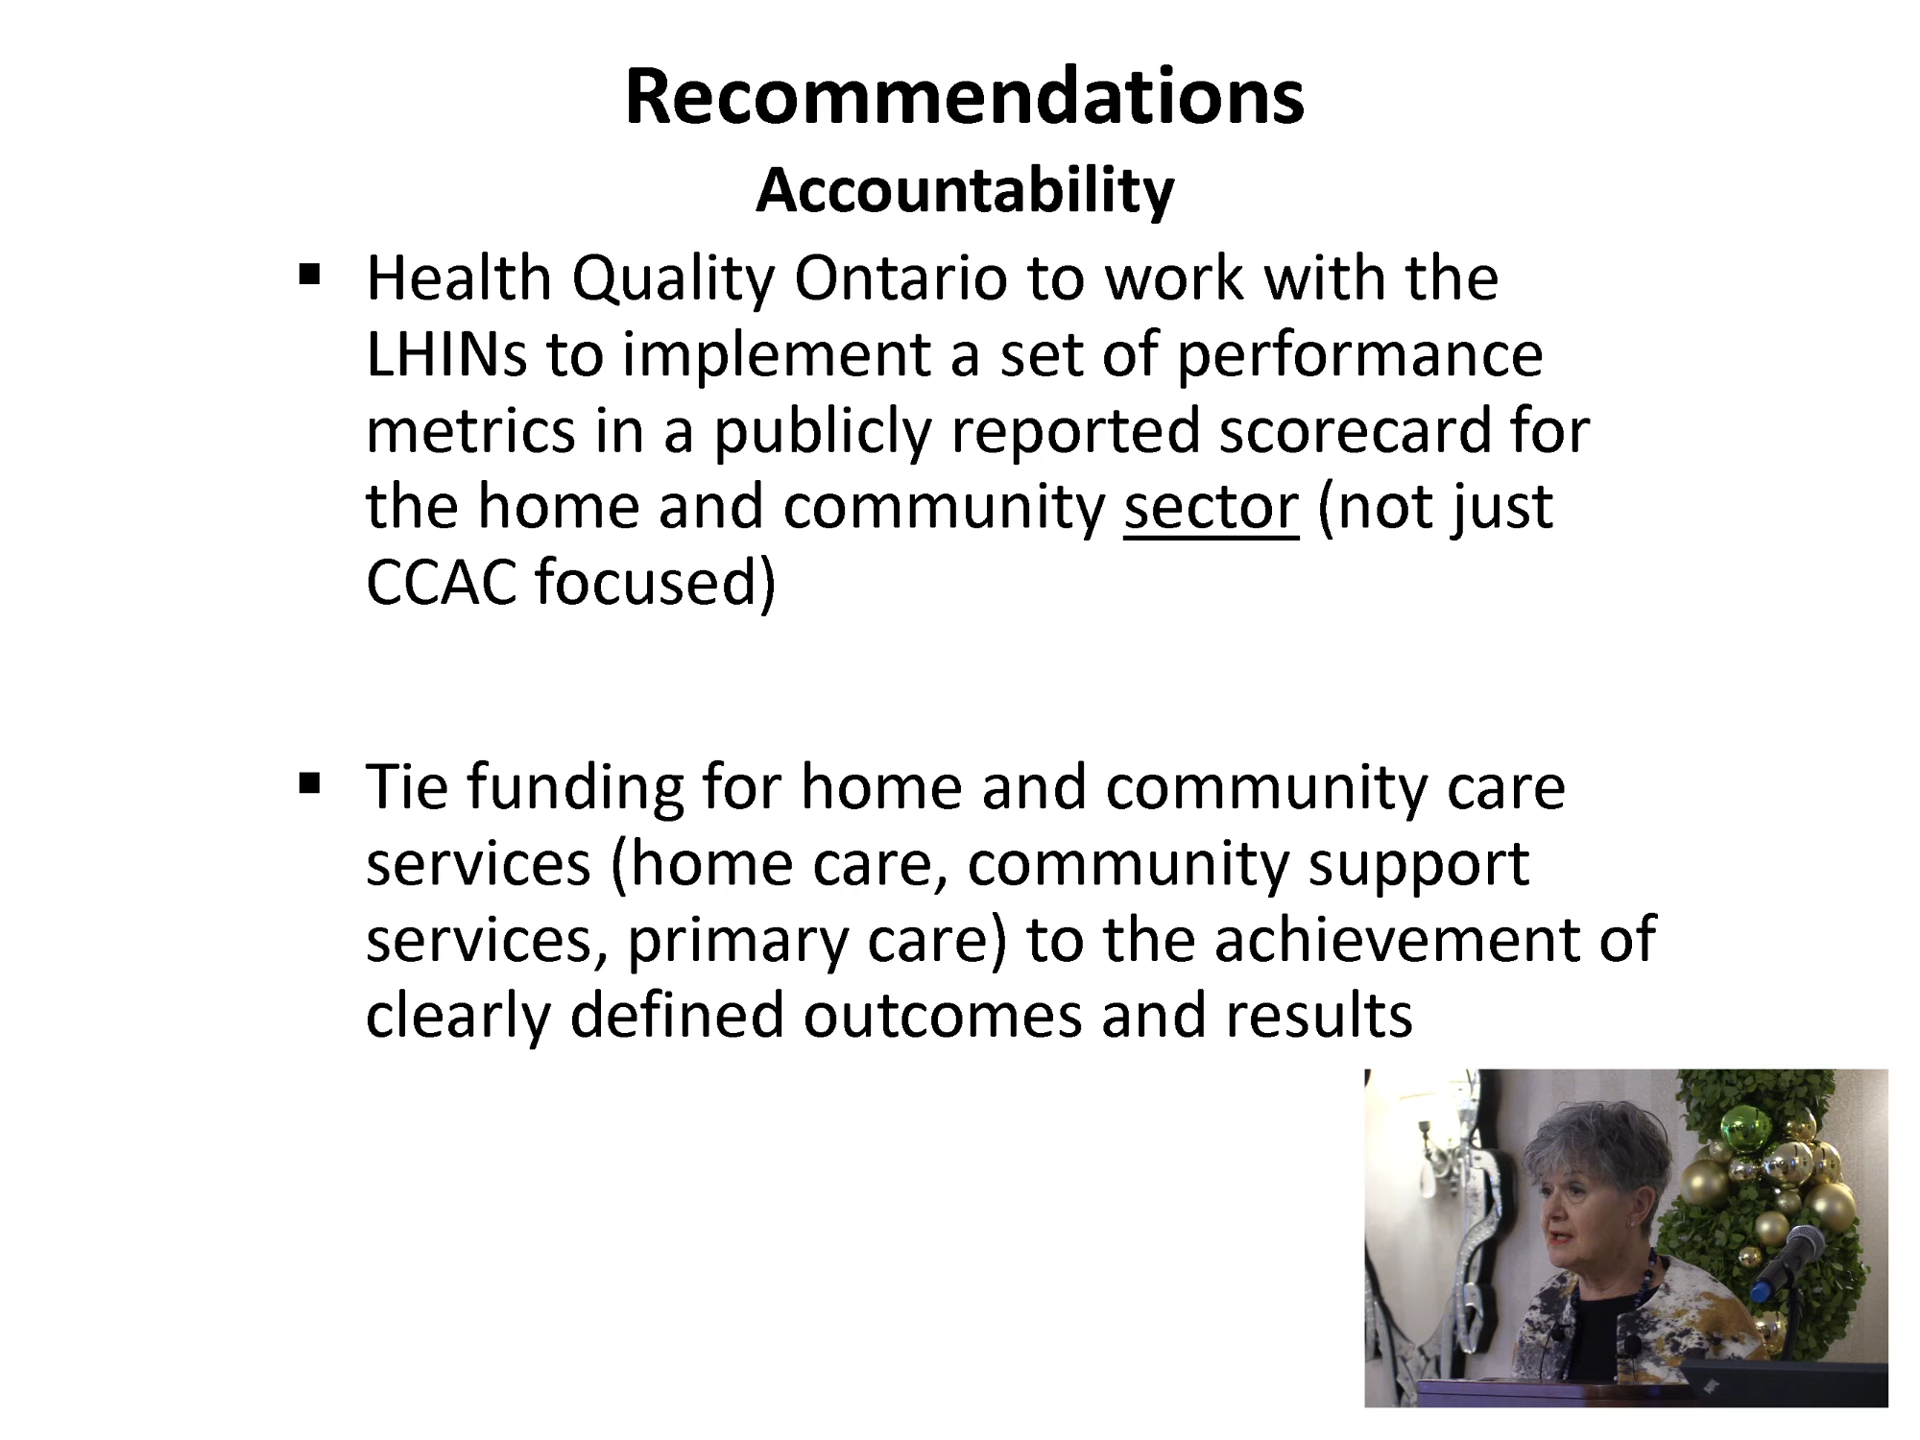 Recommendations
Accountability
▪ Health Quality Ontario to work with the
LHINs to implement a set of performance
metrics in a publicly reported scorecard for
the home and community sector (not just
CCAC focused)
▪ Tie funding for home and community care
services (home care, community support
services, primary care) to the achievement of
clearly defined outcomes and results